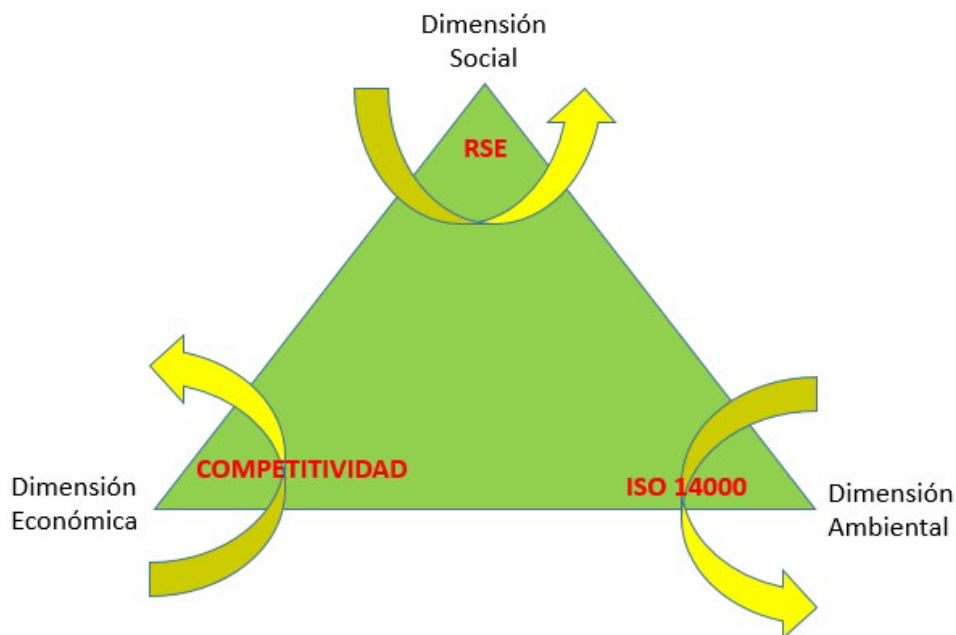 Dimensión
Social
RSE
COMPETITIVIDAD
ISO 14000
Dimensión
Económica
Dimensión
Ambiental